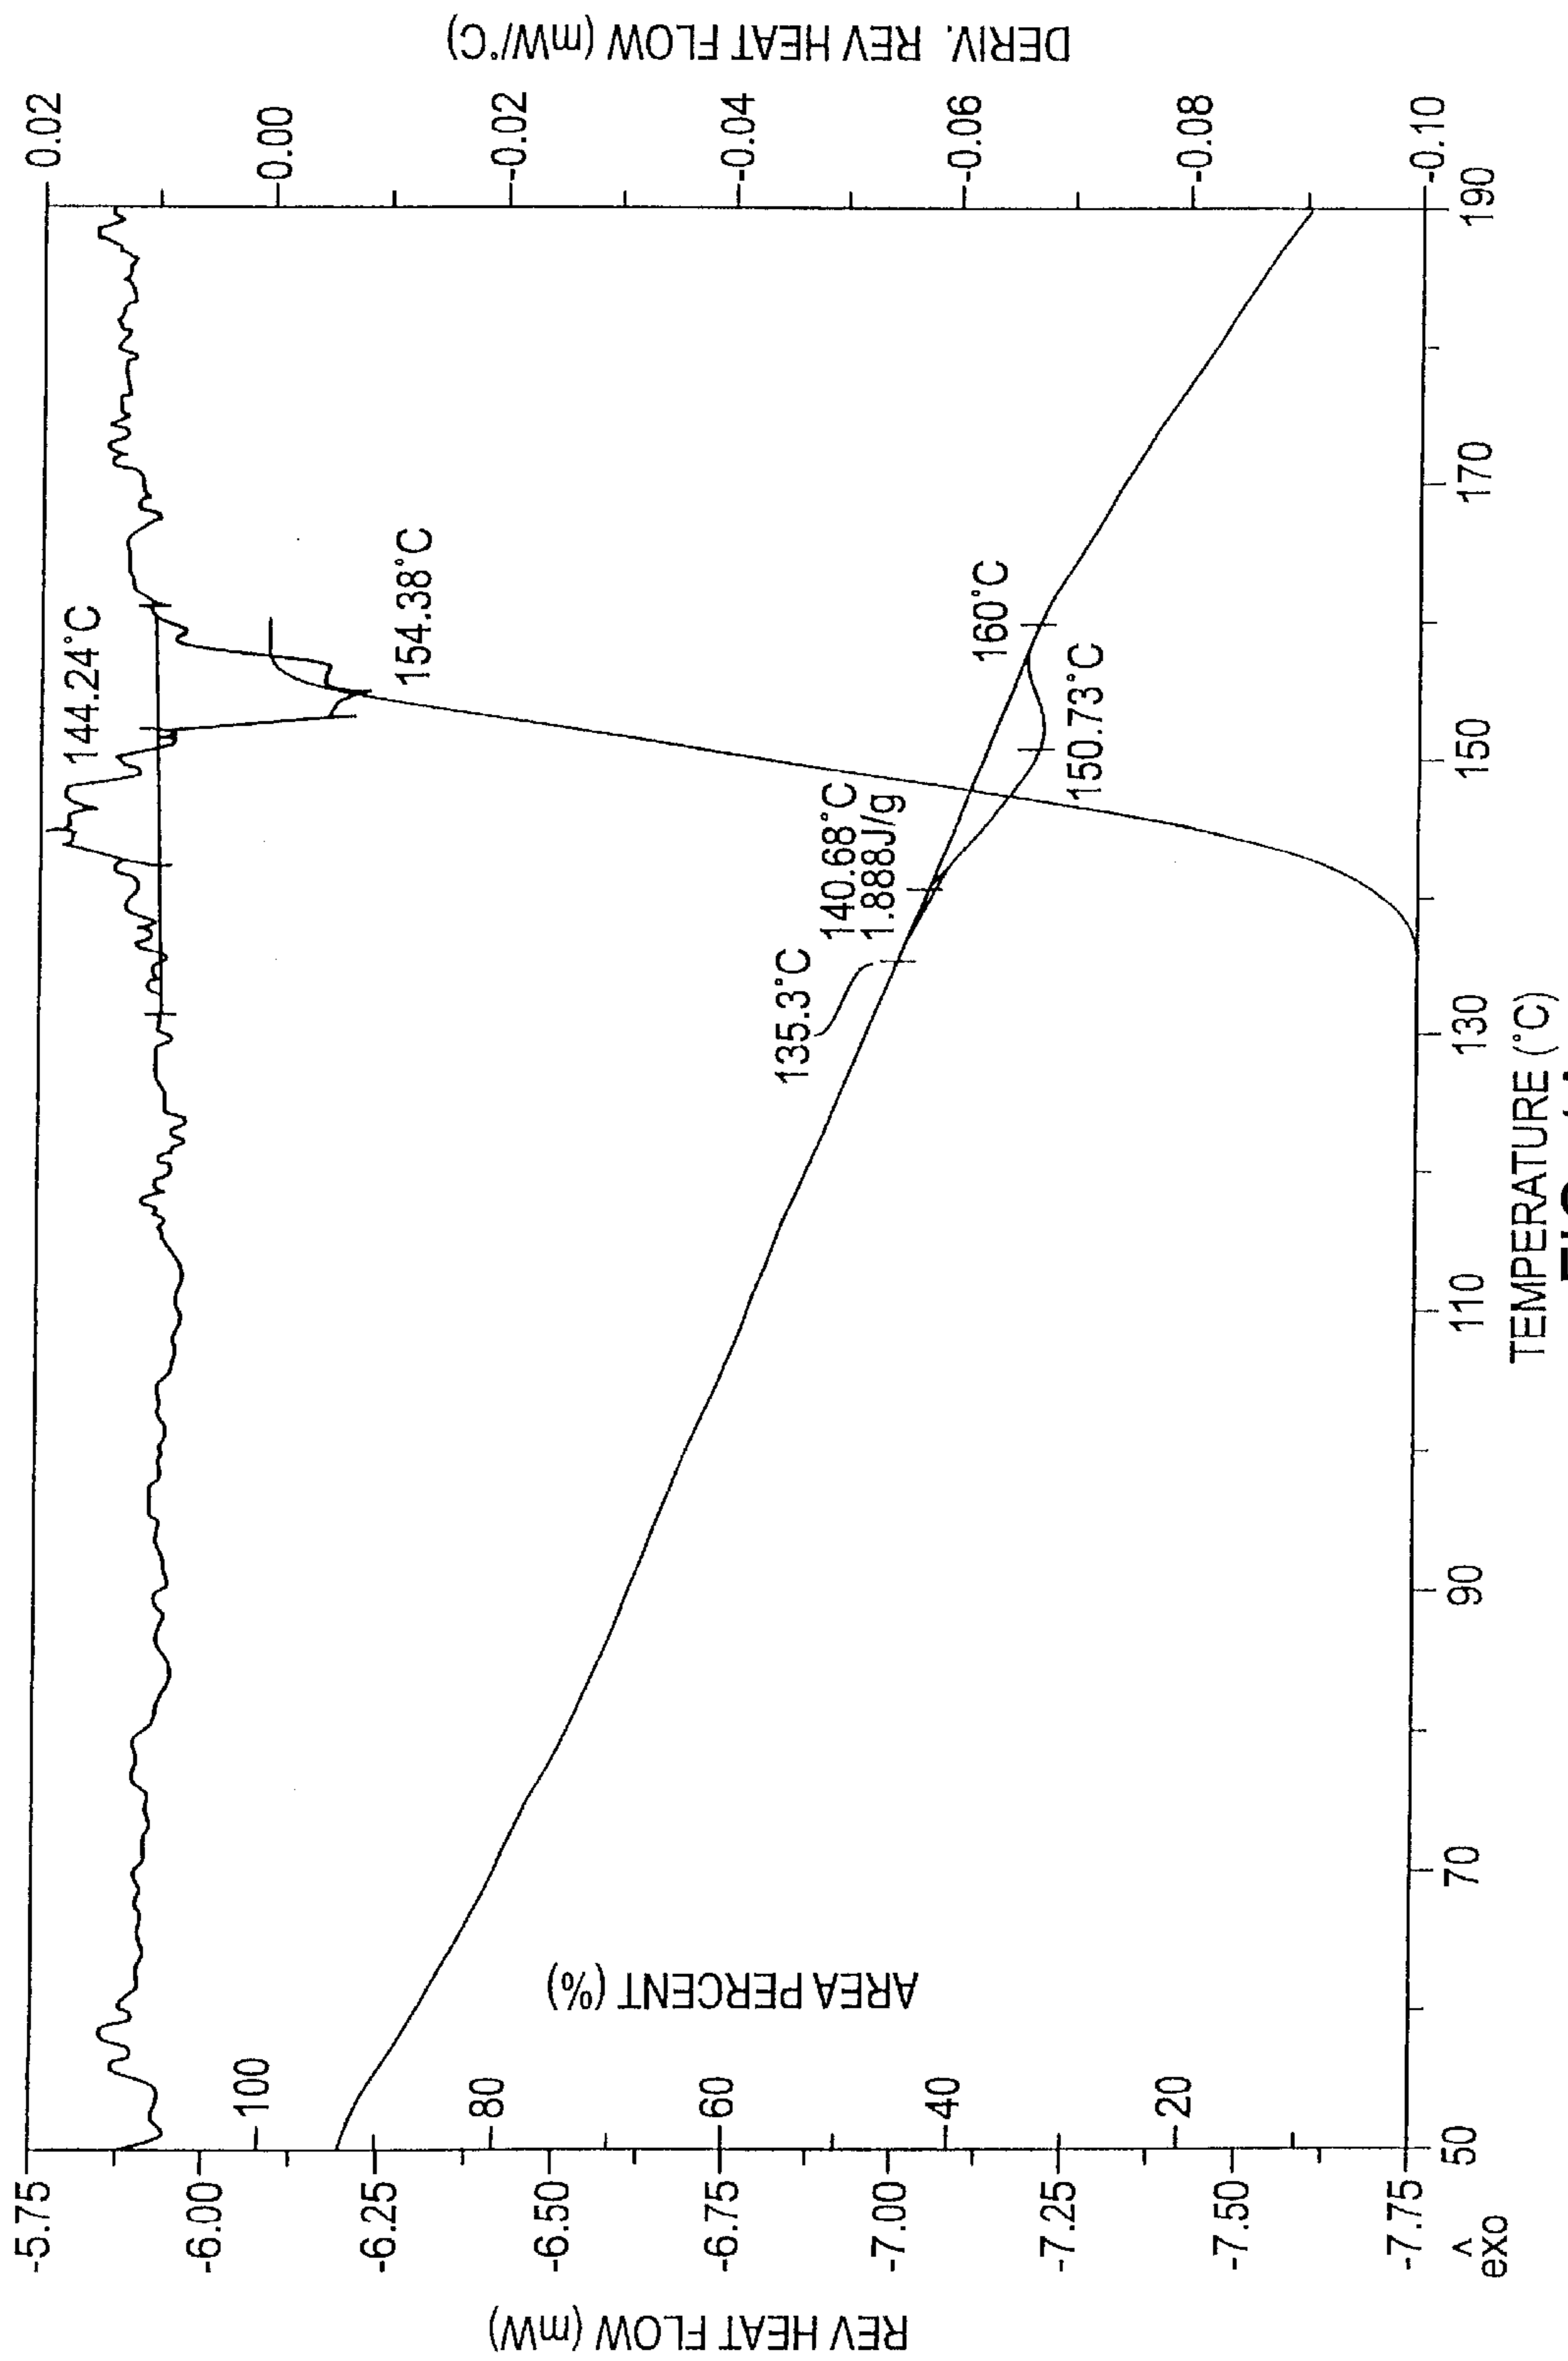 REV HEAT FLOW (mW)
-5.75
-6.00
-6.25
-6.50
-6.75
-7.00
-7.25
-7.50
-7.75
exo
^
AREA PERCENT (%)
-100
-80
-60
-40
-20
144.24°C
154.38°C
135.3°C
140.68°C
1.888J/g
150.73°C
160°C
DERIV. REV HEAT FLOW (mW/°C)
-0.02
-0.00
-0.02
-0.04
-0.06
-0.08
-0.10
50
70
90
110
130
150
170
190
TEMPERATURE (°C)